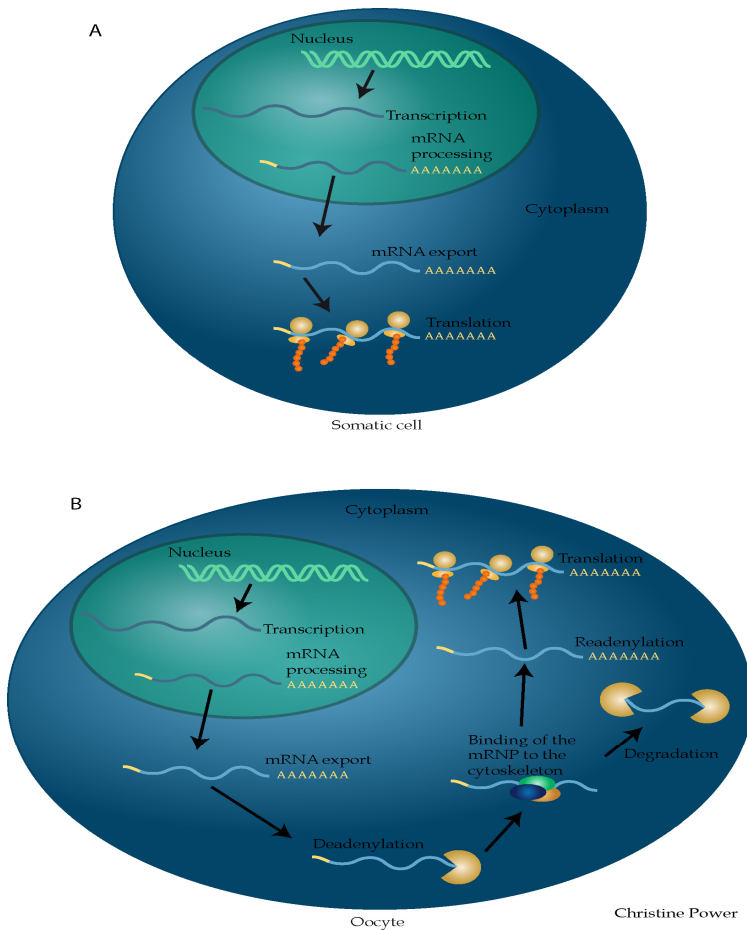 A
Nucleus
Transcription
mRNA
processing
AAAAAAA
Cytoplasm
mRNA export
AAAAAAA
Translation
AAAAAAA
Somatic cell
B
Cytoplasm
Nucleus
Transcription
mRNA
processing
AAAAAAA
mRNA export
AAAAAAA
Deadenylation
Binding of the
mRNP to the
cytoskeleton
Degradation
Readenylation
AAAAAAA
Translation
AAAAAAA
Oocyte
Christine Power